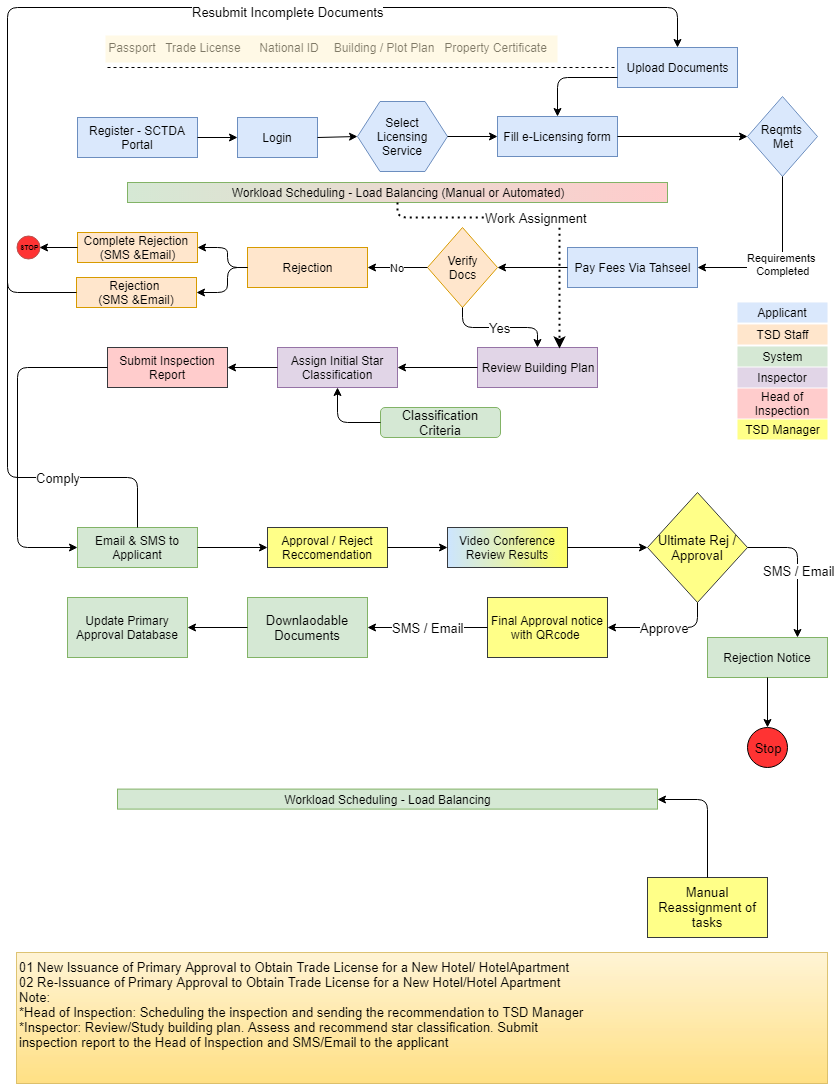 Resubmit Incomplete Documents
Passport Trade License National ID Building / Plot Plan Property Certificate
Upload Documents
Register - SCTDA
Portal
Login
Select
Licensing
Service
Fill e-Licensing form
Reqmts
Met
Workload Scheduling - Load Balancing (Manual or Automated)
Work Assignment
STOP
Complete Rejection
(SMS &Email)
Rejection
(SMS &Email)
Rejection
No
Verify
Docs
Pay Fees Via Tahseel
Requirements
Completed
Yes
Submit Inspection
Report
Assign Initial Star
Classification
Review Building Plan
Classification
Criteria
Applicant
TSD Staff
System
Inspector
Head of
Inspection
TSD Manager
Comply
Email & SMS to
Applicant
Approval / Reject
Reccomendation
Video Conference
Review Results
Ultimate Rej /
Approval
SMS / Email
Update Primary
Approval Database
Downlaodable
Documents
SMS / Email
Final Approval notice
with QRcode
Approve
Rejection Notice
Stop
Workload Scheduling - Load Balancing
Manual
Reassignment of
tasks
01 New Issuance of Primary Approval to Obtain Trade License for a New Hotel/ HotelApartment
02 Re-Issuance of Primary Approval to Obtain Trade License for a New Hotel/Hotel Apartment
Note:
*Head of Inspection: Scheduling the inspection and sending the recommendation to TSD Manager
*Inspector: Review/Study building plan. Assess and recommend star classification. Submit
inspection report to the Head of Inspection and SMS/Email to the applicant